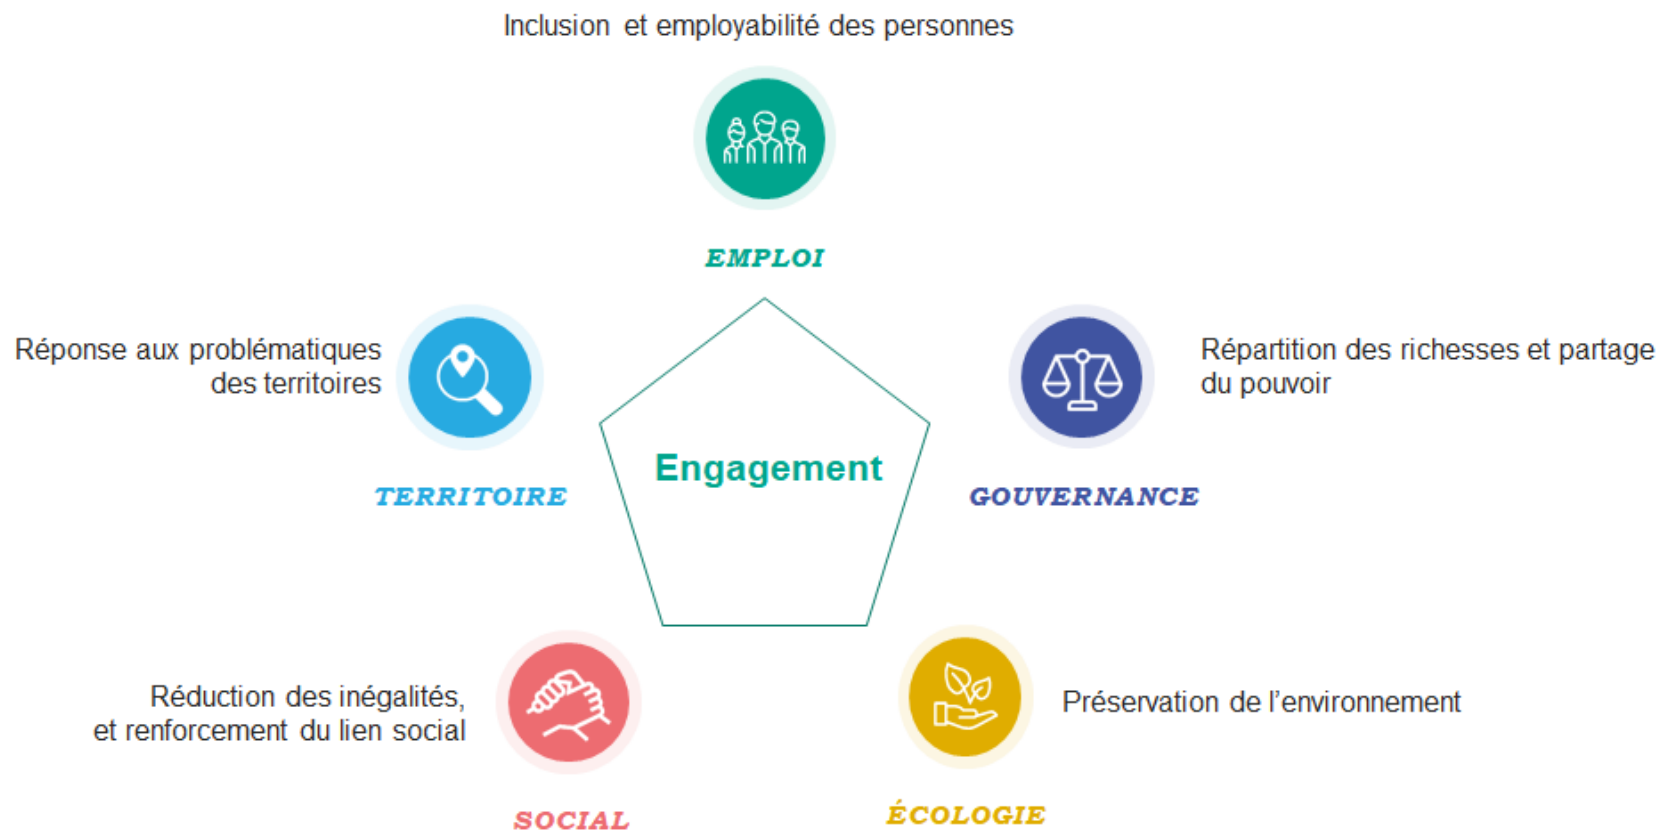 Inclusion et employabilité des personnes
EMPLOI
Réponse aux problématiques
des territoires
TERRITOIRE
Engagement
Répartition des richesses et partage
du pouvoir
GOUVERNANCE
Réduction des inégalités,
et renforcement du lien social
SOCIAL
Préservation de l’environnement
ÉCOLOGIE